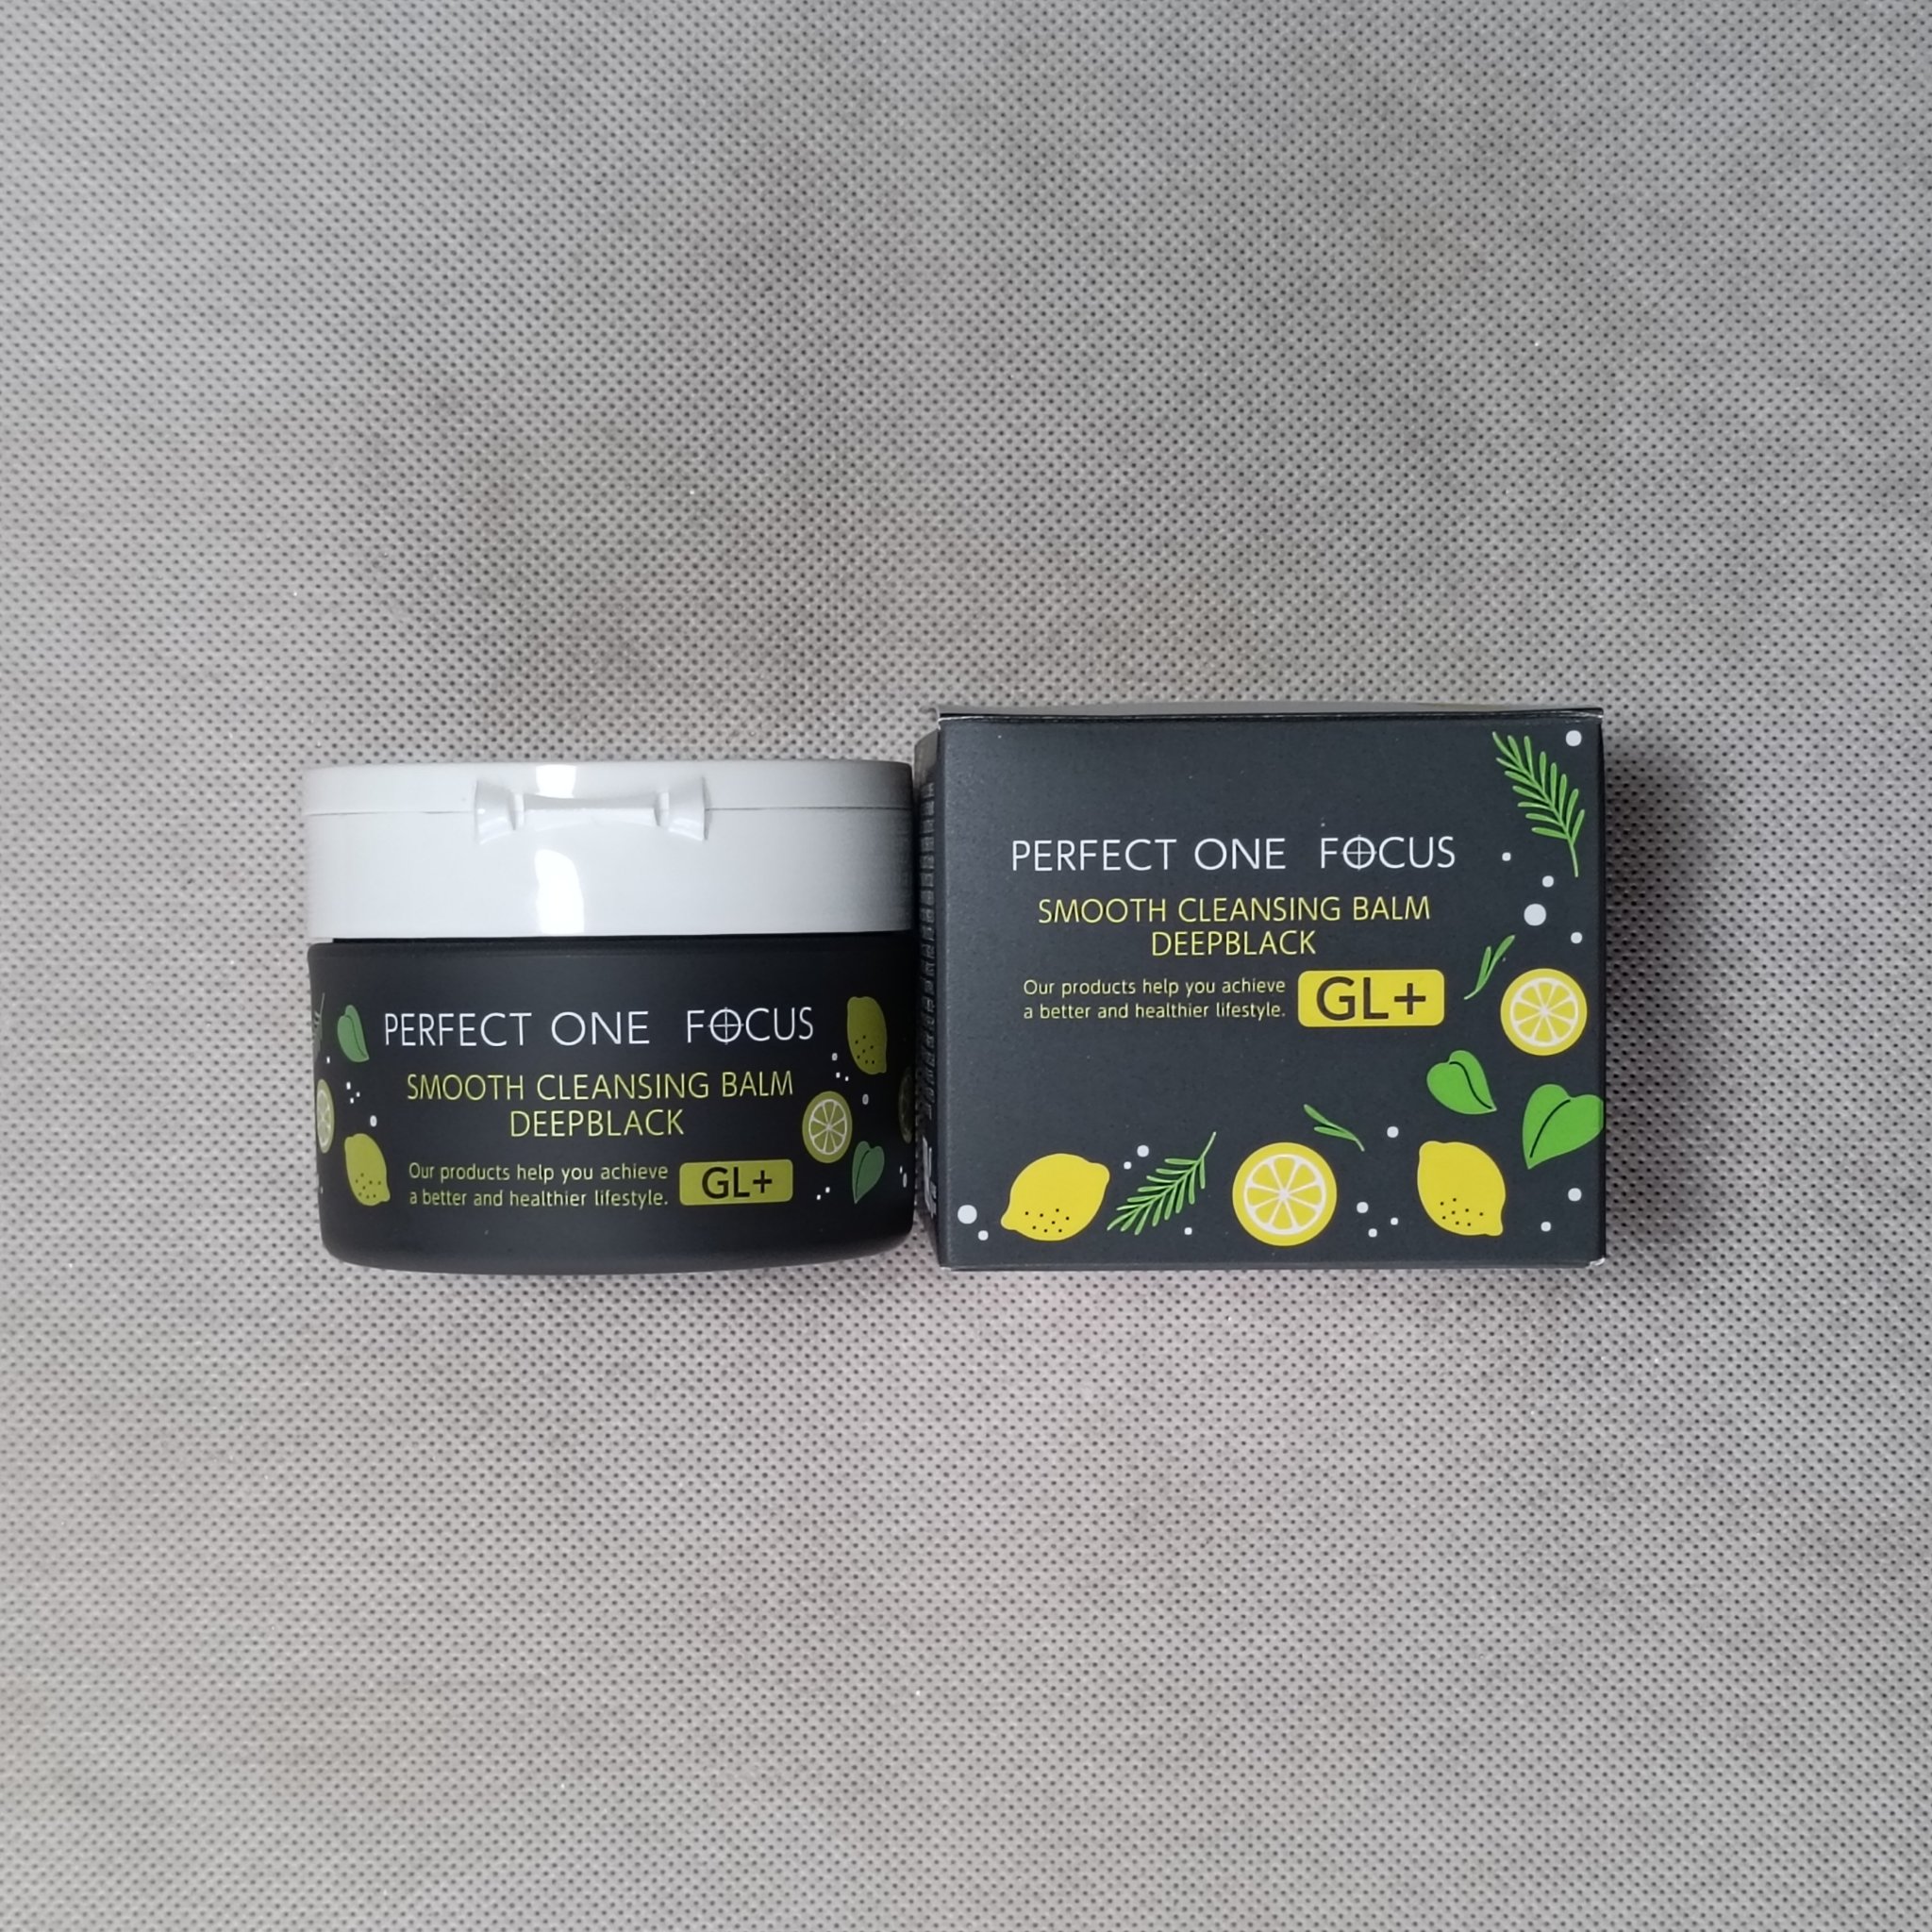 PERFECT ONE FOCUS
SMOOTH CLEANSING BALM
DEEPBLACK
Our products help you achieve
a better and healthier lifestyle.
GL+
PERFECT ONE FOCUS
SMOOTH CLEANSING BALM
DEEPBLACK
Our products help you achieve
a better and healthier lifestyle.
GL+